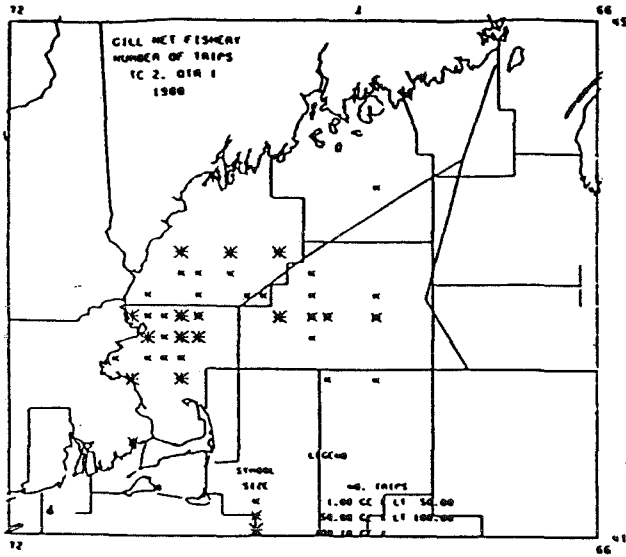 72 66
45
GILL NET FISHERY
NUMBER OF TRIPS
TC 2, QTR 1
LEGEND
SYMBOL
SIZE
NO. TRIPS
1.00 GE LT 50.00
50.00 GE LT 100.00
41
72 66